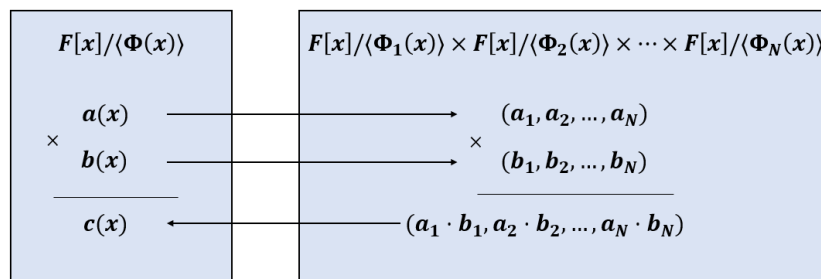 F[x]/⟨Φ(x)⟩
F[x]/⟨Φ₁(x)⟩ × F[x]/⟨Φ₂(x)⟩ × ⋯ × F[x]/⟨Φ_N(x)⟩
a(x)
(a₁, a₂, …, a_N)
×
×
b(x)
(b₁, b₂, …, b_N)
c(x)
(a₁ · b₁, a₂ · b₂, …, a_N · b_N)